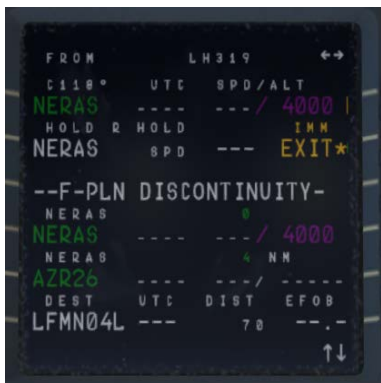 FROM LH319 ←→
C118° UTC SPD/ALT
NERAS ---- ---/ 4000
HOLD R HOLD IMM
NERAS SPD --- EXIT*
--F-PLN DISCONTINUITY-
NERAS 0
NERAS ---- ---/ 4000
NERAS 4 NM
AZR26 ---- ---/ -----
DEST UTC DIST EFOB
LFMN04L --- 70 --.-
↑↓